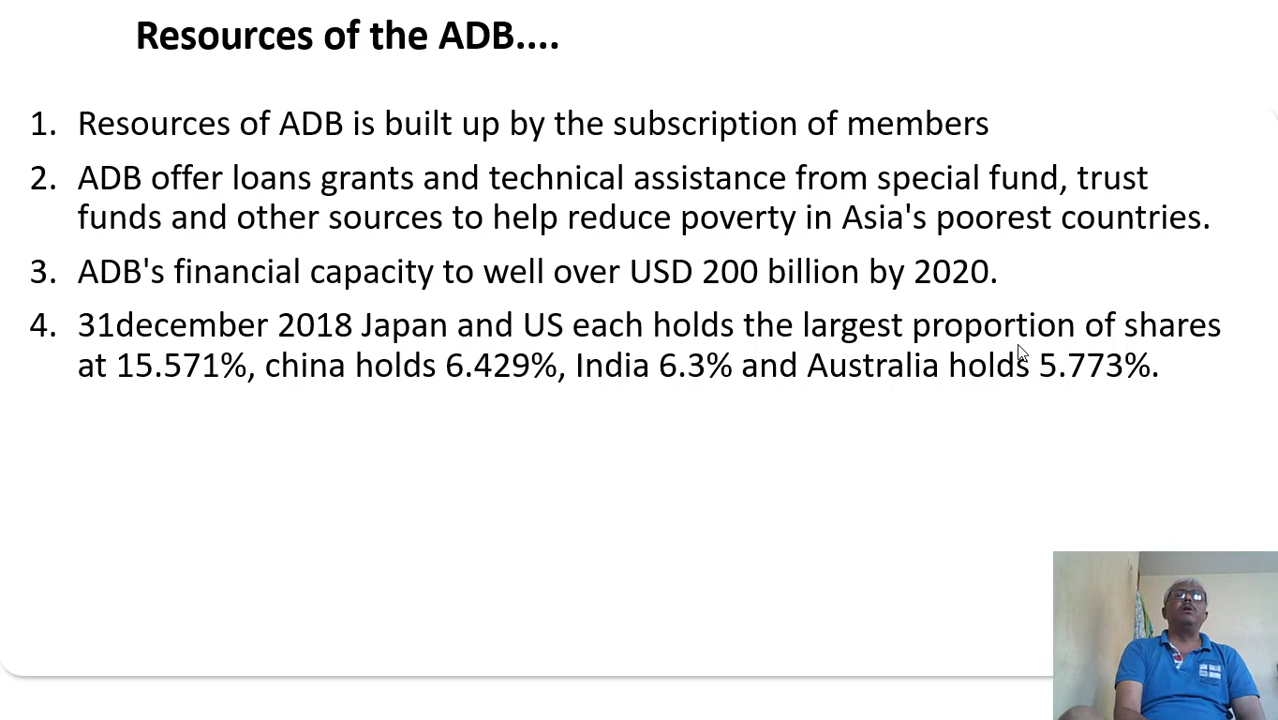 Resources of the ADB....
1. Resources of ADB is built up by the subscription of members
2. ADB offer loans grants and technical assistance from special fund, trust
funds and other sources to help reduce poverty in Asia's poorest countries.
3. ADB's financial capacity to well over USD 200 billion by 2020.
4. 31december 2018 Japan and US each holds the largest proportion of shares
at 15.571%, china holds 6.429%, India 6.3% and Australia holds 5.773%.